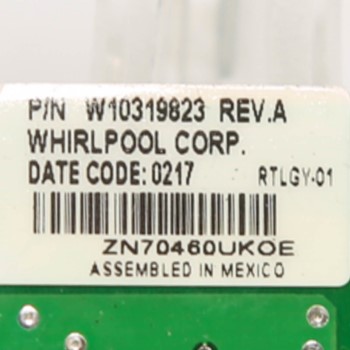 P/N W10319823 REV.A
WHIRLPOOL CORP.
DATE CODE: 0217 RTLGY-01
ZN70460UKOE
ASSEMBLED IN MEXICO